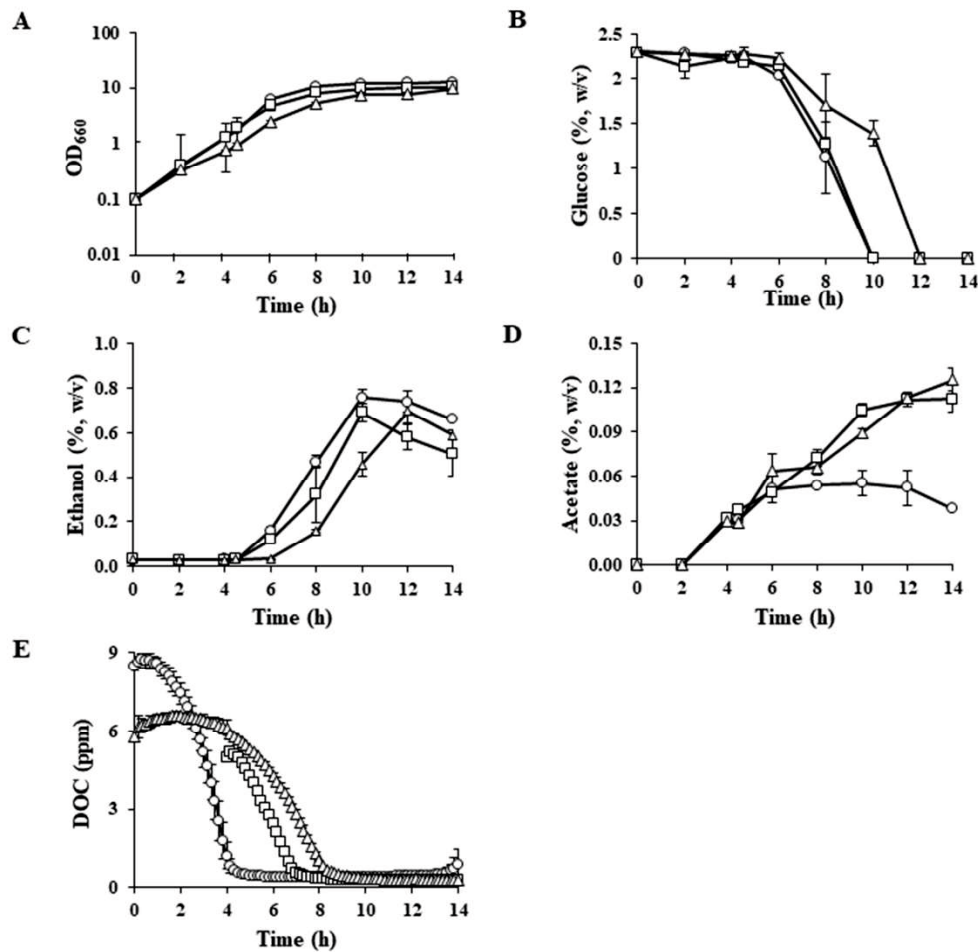 A
100
10
1
0.1
0.01
OD660
0 2 4 6 8 10 12 14
Time (h)
B
2.5
2
1.5
1
0.5
0
Glucose (%, w/v)
0 2 4 6 8 10 12 14
Time (h)
C
1.0
0.8
0.6
0.4
0.2
0.0
Ethanol (%, w/v)
0 2 4 6 8 10 12 14
Time (h)
D
0.15
0.12
0.09
0.06
0.03
0.00
Acetate (%, w/v)
0 2 4 6 8 10 12 14
Time (h)
E
9
6
3
0
DOC (ppm)
0 2 4 6 8 10 12 14
Time (h)